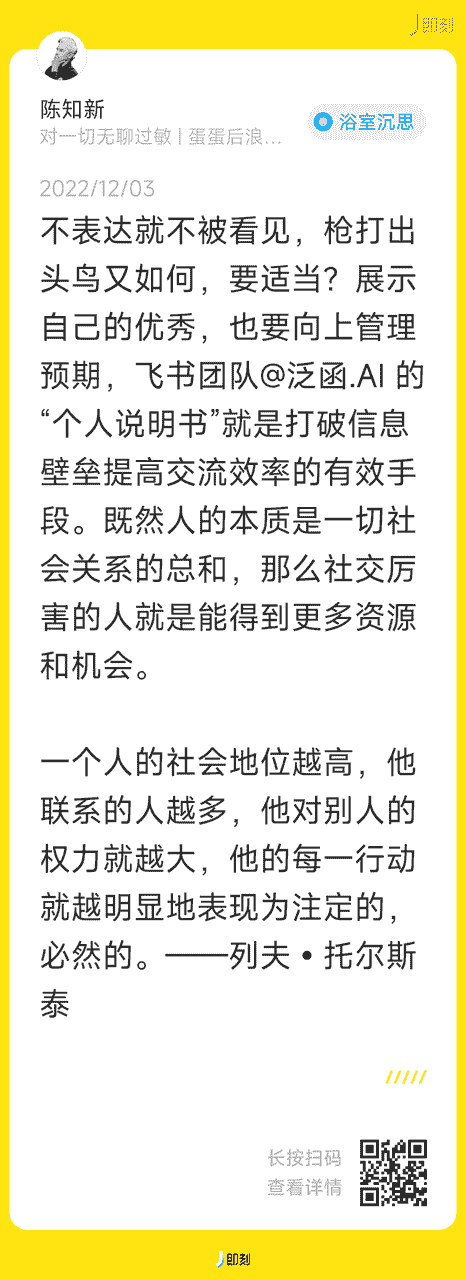 即刻
陈知新
对一切无聊过敏 | 蛋蛋后浪...
浴室沉思
2022/12/03
不表达就不被看见，枪打出
头鸟又如何，要适当？展示
自己的优秀，也要向上管理
预期，飞书团队@泛函.AI 的
“个人说明书”就是打破信息
壁垒提高交流效率的有效手
段。既然人的本质是一切社
会关系的总和，那么社交厉
害的人就是能得到更多资源
和机会。
一个人的社会地位越高，他
联系的人越多，他对别人的
权力就越大，他的每一行动
就越明显地表现为注定的，
必然的。——列夫 • 托尔斯
泰
长按扫码
查看详情
即刻